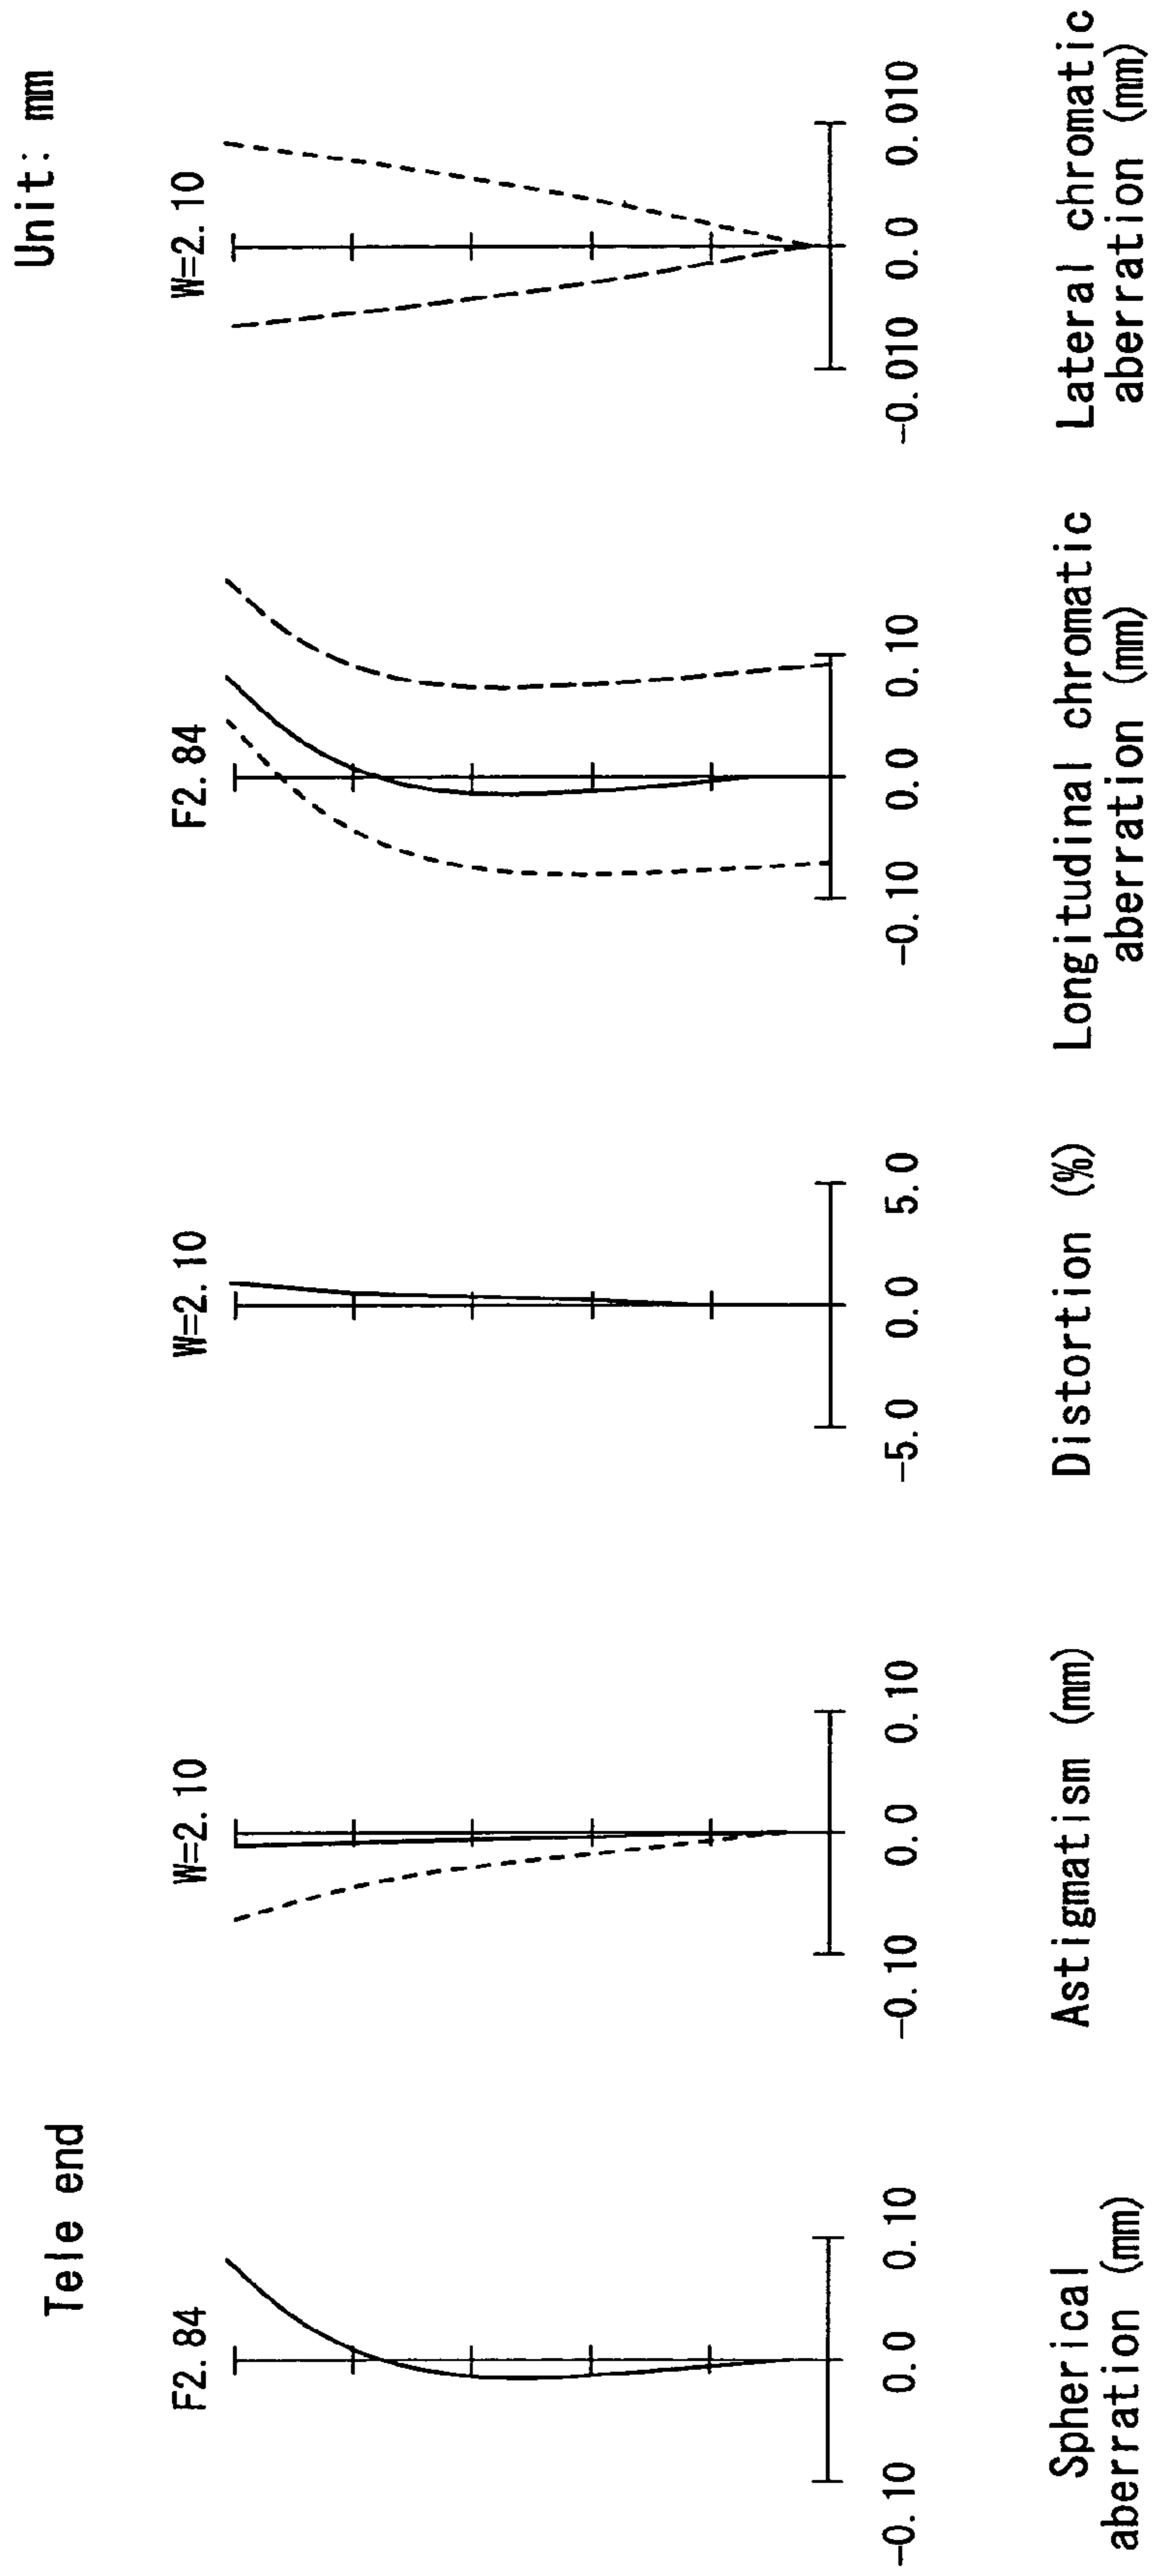 Tele end
Unit: mm
F2.84
W=2.10
W=2.10
F2.84
W=2.10
-0.10 0.0 0.10
-0.10 0.0 0.10
-5.0 0.0 5.0
-0.10 0.0 0.10
-0.010 0.0 0.010
Spherical
aberration (mm)
Astigmatism (mm)
Distortion (%)
Longitudinal chromatic
aberration (mm)
Lateral chromatic
aberration (mm)